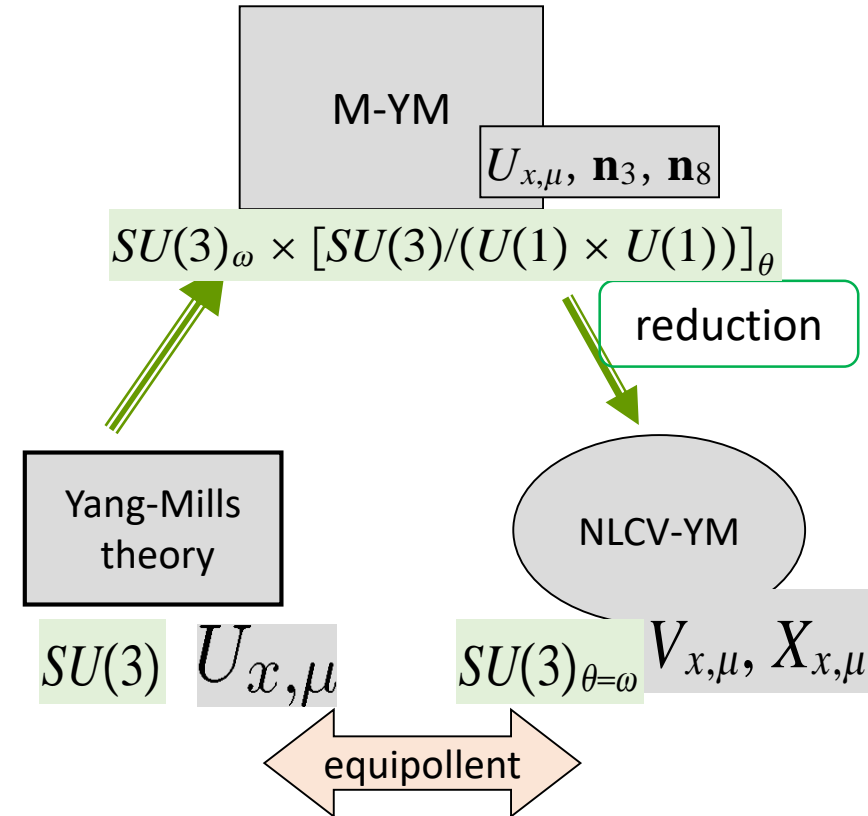 M-YM
U_{x,μ}, n_3, n_8
SU(3)_ω × [SU(3)/(U(1) × U(1))]_θ
reduction
Yang-Mills
theory
NLCV-YM
SU(3) U_{x,μ}
SU(3)_{θ=ω} V_{x,μ}, X_{x,μ}
equipollent